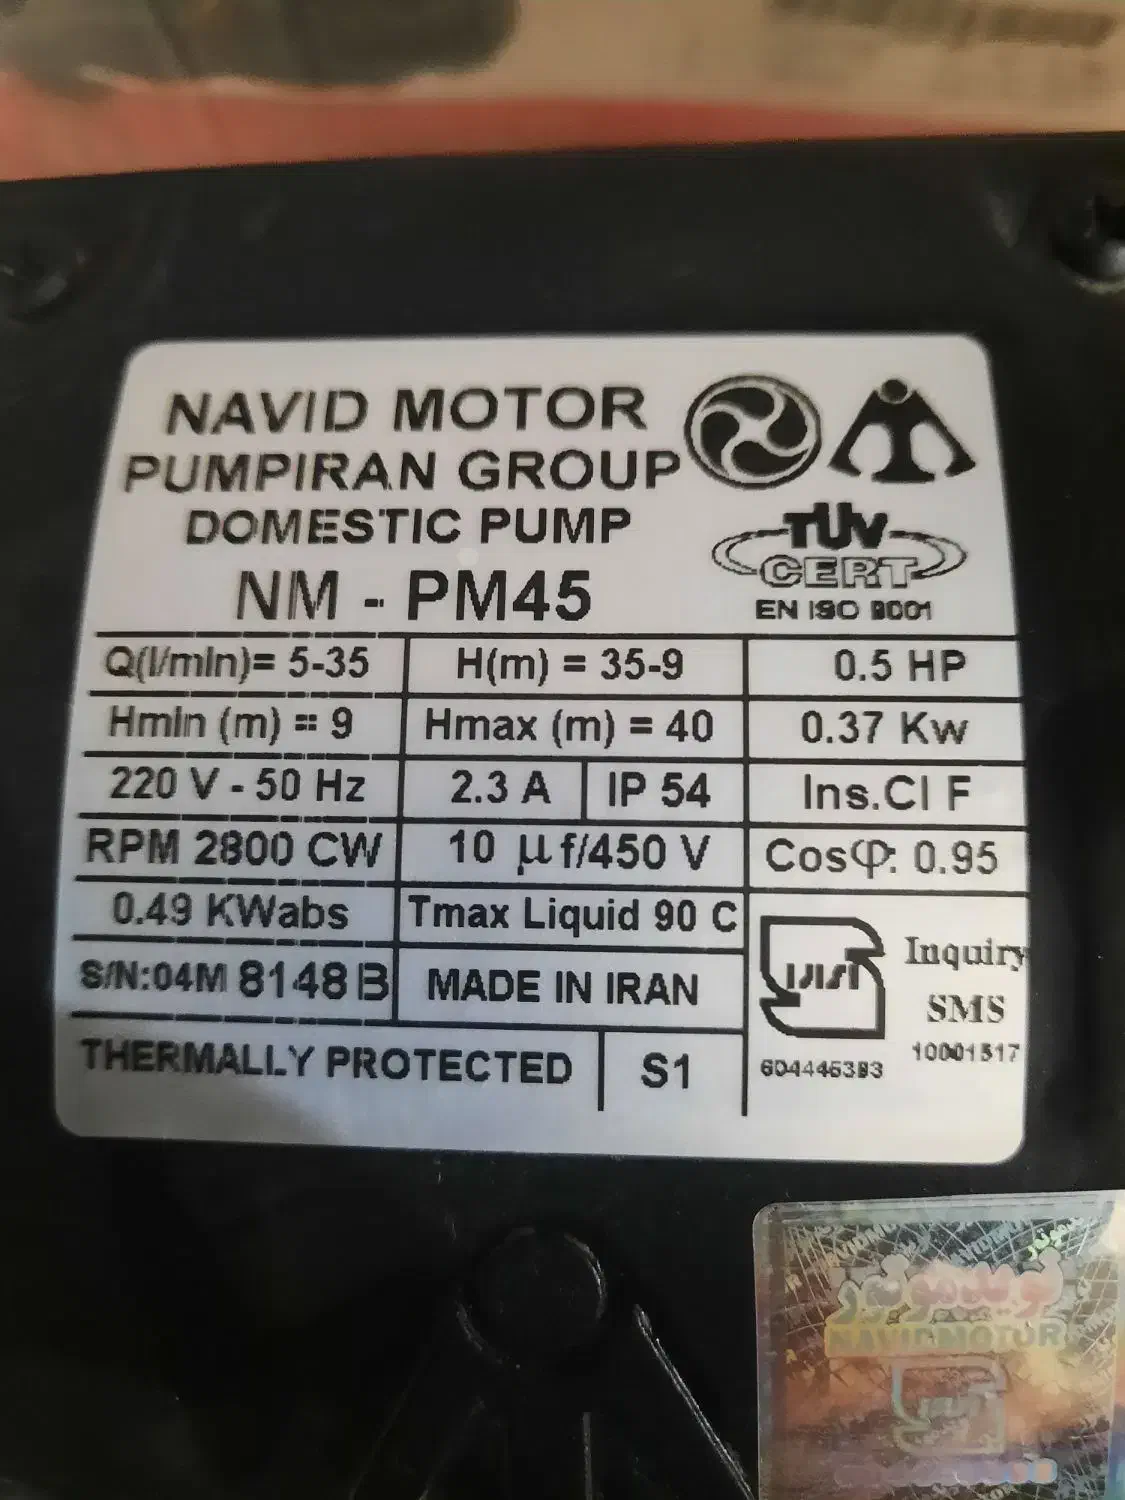 NAVID MOTOR
PUMPIRAN GROUP
DOMESTIC PUMP
NM - PM45
TÜV
CERT
EN ISO 9001
Q(l/min)= 5-35 H(m) = 35-9 0.5 HP
Hmin (m) = 9 Hmax (m) = 40 0.37 Kw
220 V - 50 Hz 2.3 A IP 54 Ins.Cl F
RPM 2800 CW 10 µf/450 V Cosφ: 0.95
0.49 KWabs Tmax Liquid 90 C
S/N:04M 8148B MADE IN IRAN
THERMALLY PROTECTED S1
Inquiry
SMS
10001517
604446393
نویدموتور
NAVIDMOTOR